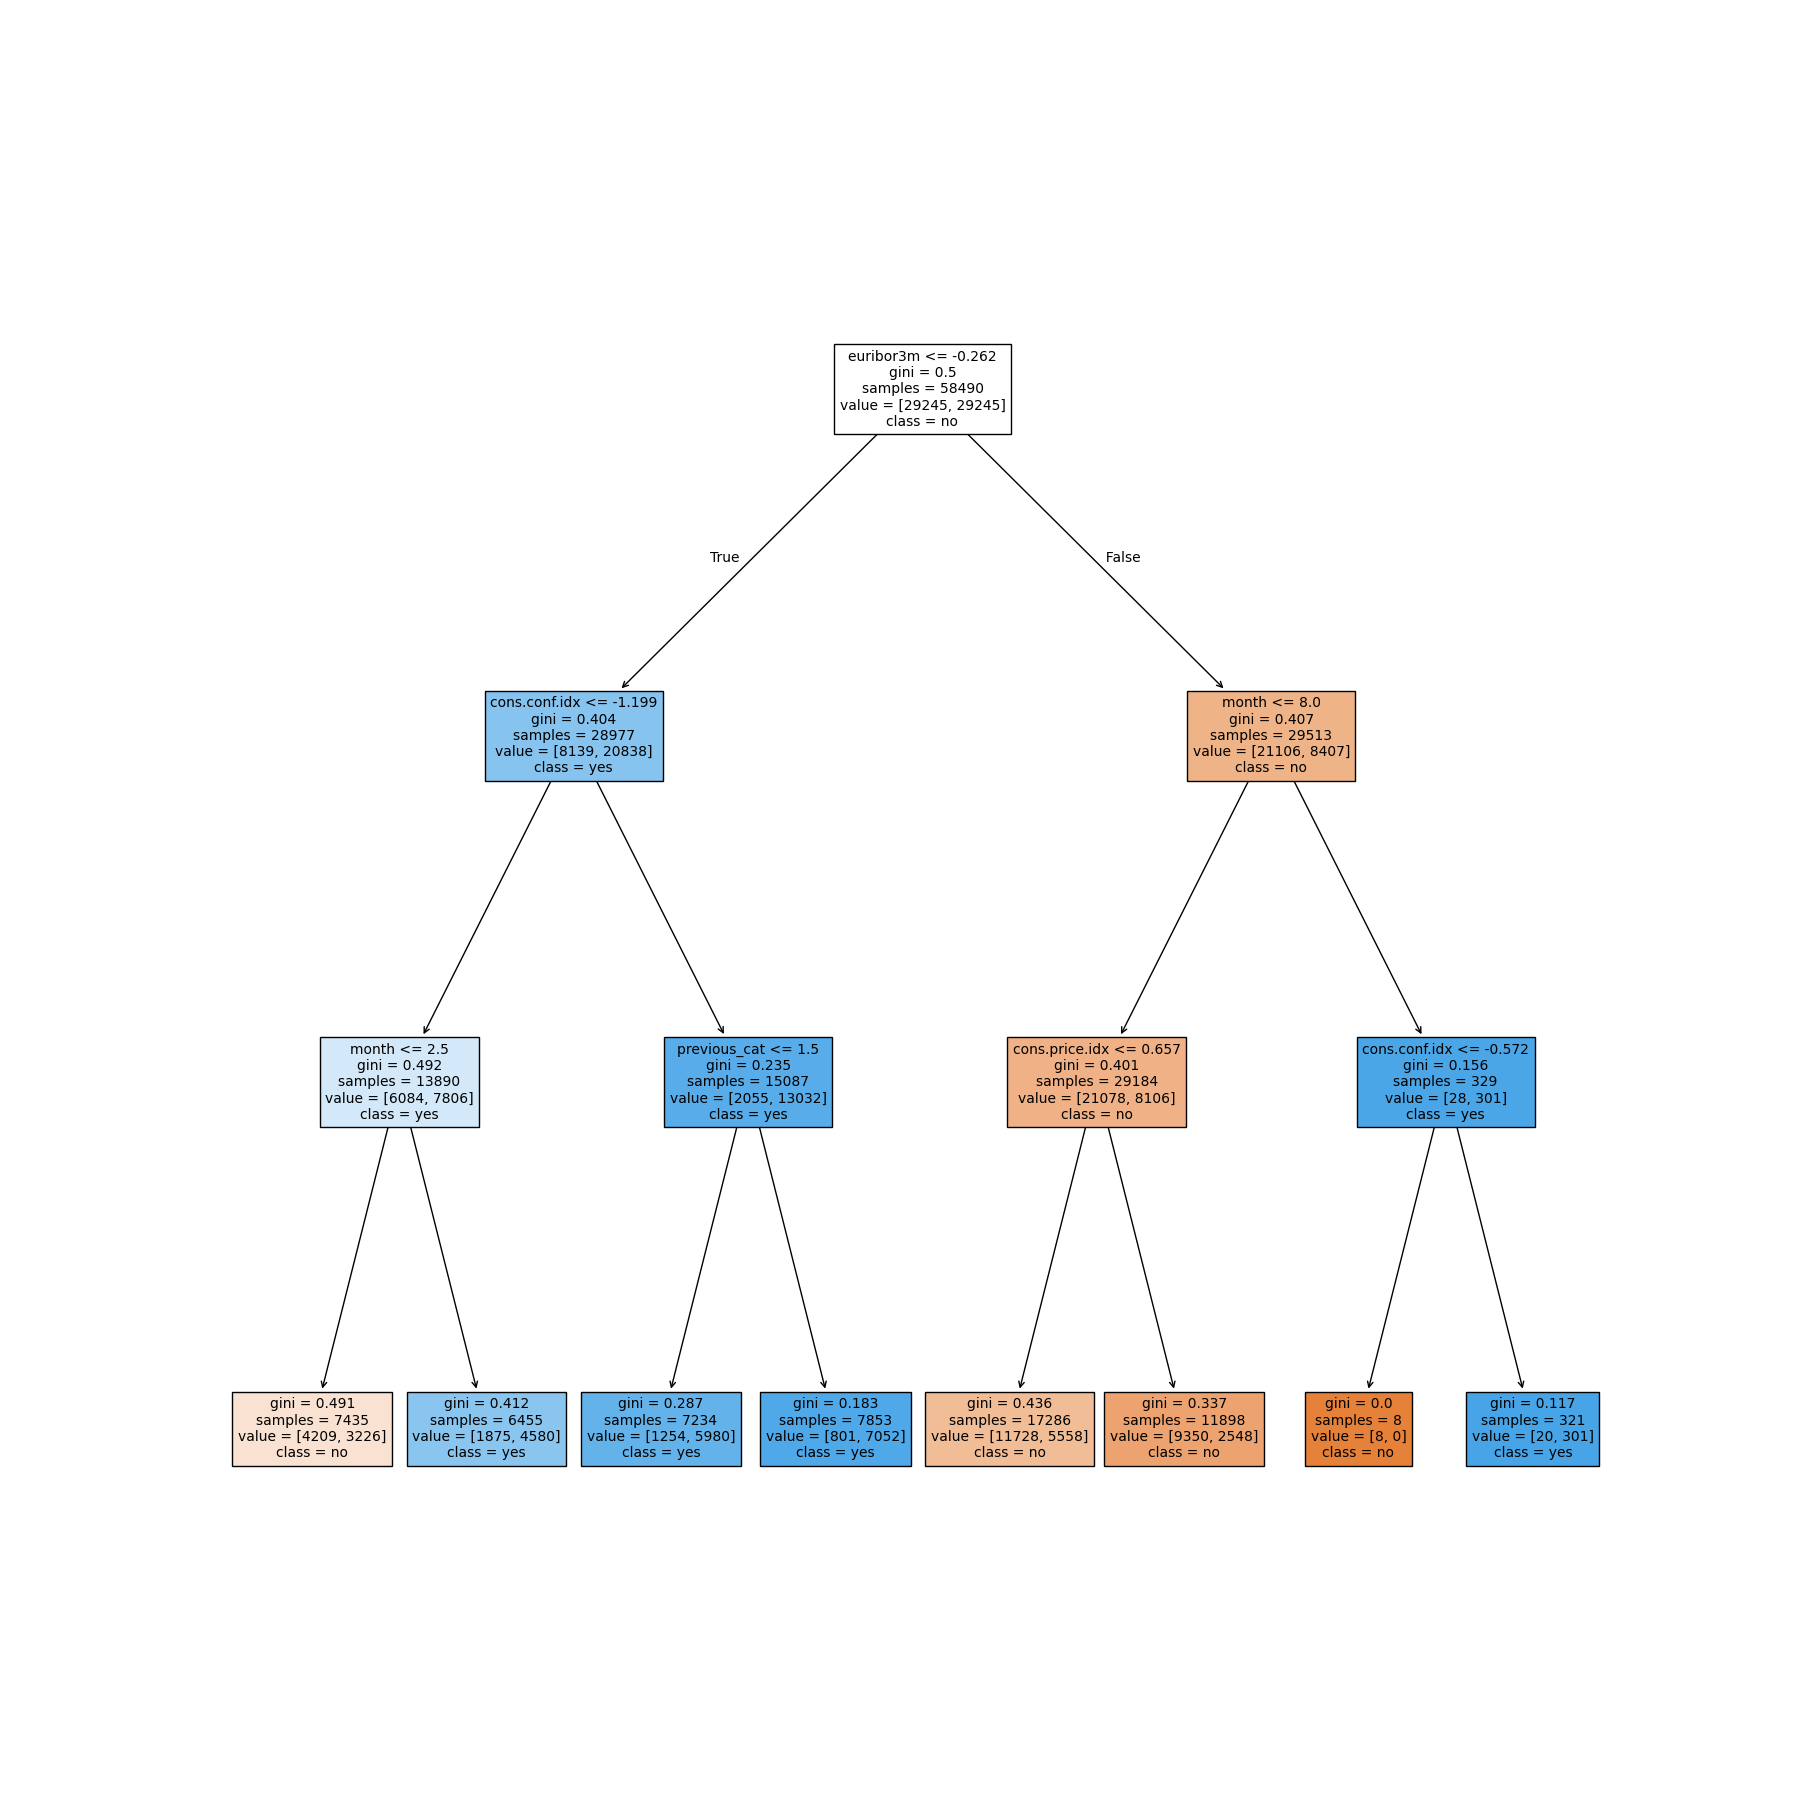 euribor3m <= -0.262
gini = 0.5
samples = 58490
value = [29245, 29245]
class = no
True
False
cons.conf.idx <= -1.199
gini = 0.404
samples = 28977
value = [8139, 20838]
class = yes
month <= 8.0
gini = 0.407
samples = 29513
value = [21106, 8407]
class = no
month <= 2.5
gini = 0.492
samples = 13890
value = [6084, 7806]
class = yes
previous_cat <= 1.5
gini = 0.235
samples = 15087
value = [2055, 13032]
class = yes
cons.price.idx <= 0.657
gini = 0.401
samples = 29184
value = [21078, 8106]
class = no
cons.conf.idx <= -0.572
gini = 0.156
samples = 329
value = [28, 301]
class = yes
gini = 0.491
samples = 7435
value = [4209, 3226]
class = no
gini = 0.412
samples = 6455
value = [1875, 4580]
class = yes
gini = 0.287
samples = 7234
value = [1254, 5980]
class = yes
gini = 0.183
samples = 7853
value = [801, 7052]
class = yes
gini = 0.436
samples = 17286
value = [11728, 5558]
class = no
gini = 0.337
samples = 11898
value = [9350, 2548]
class = no
gini = 0.0
samples = 8
value = [8, 0]
class = no
gini = 0.117
samples = 321
value = [20, 301]
class = yes